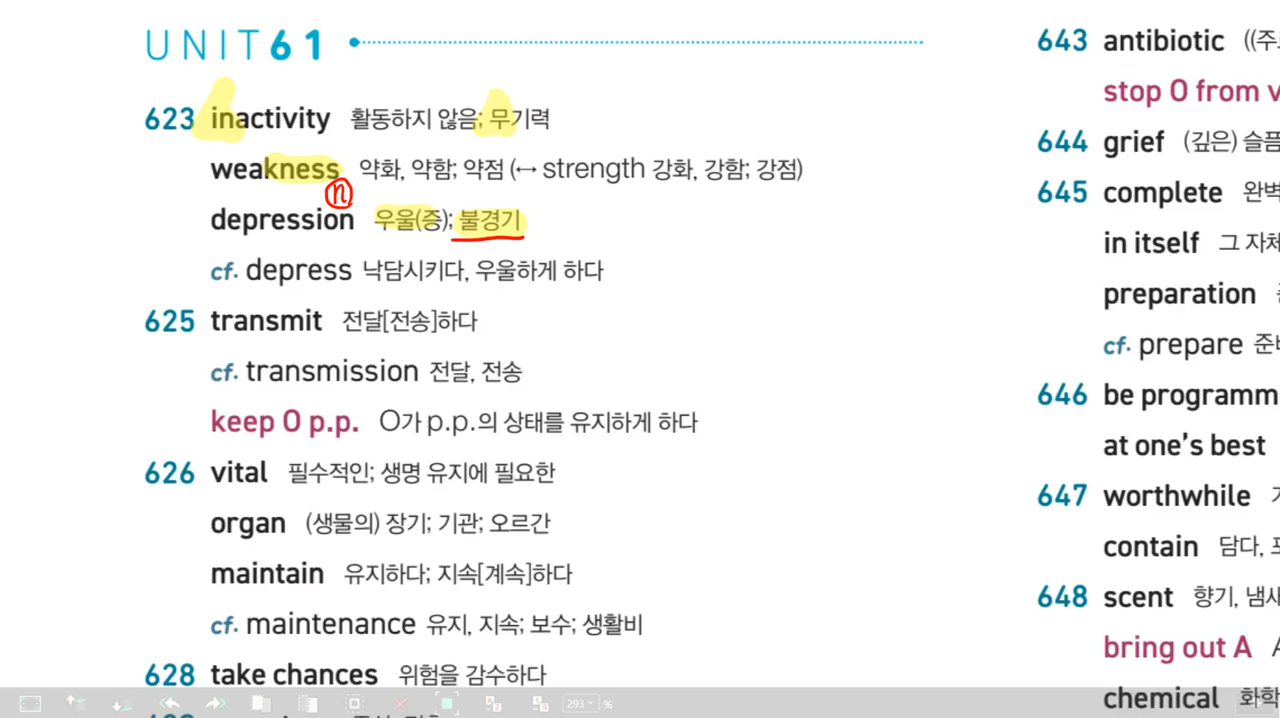 UNIT 61
623 inactivity 활동하지 않음; 무기력
weakness 약화, 약함; 약점 (↔ strength 강화, 강함; 강점)
n
depression 우울(증); 불경기
cf. depress 낙담시키다, 우울하게 하다
625 transmit 전달[전송]하다
cf. transmission 전달, 전송
keep O p.p. O가 p.p.의 상태를 유지하게 하다
626 vital 필수적인; 생명 유지에 필요한
organ (생물의) 장기; 기관; 오르간
maintain 유지하다; 지속[계속]하다
cf. maintenance 유지, 지속; 보수; 생활비
628 take chances 위험을 감수하다
643 antibiotic ((주로
stop O from v
644 grief (깊은) 슬픔
645 complete 완벽
in itself 그 자체
preparation
cf. prepare 준비
646 be programm
at one's best
647 worthwhile
contain 담다,
648 scent 향기, 냄새
bring out A
chemical 화학
293 %